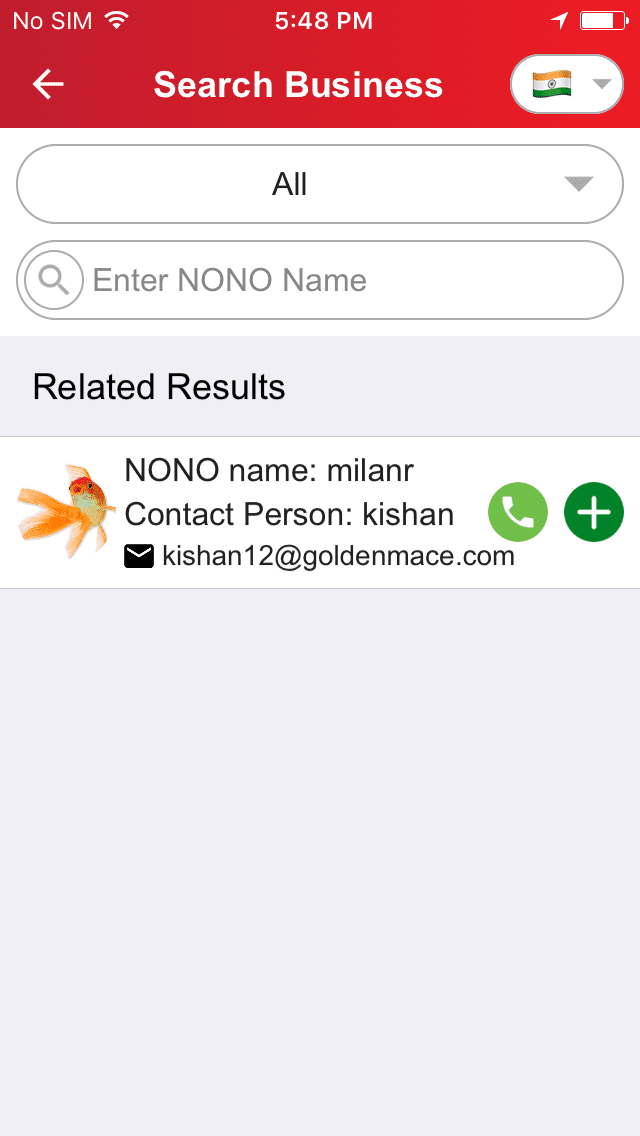 No SIM 5:48 PM
Search Business
All
Enter NONO Name
Related Results
NONO name: milanr
Contact Person: kishan
kishan12@goldenmace.com